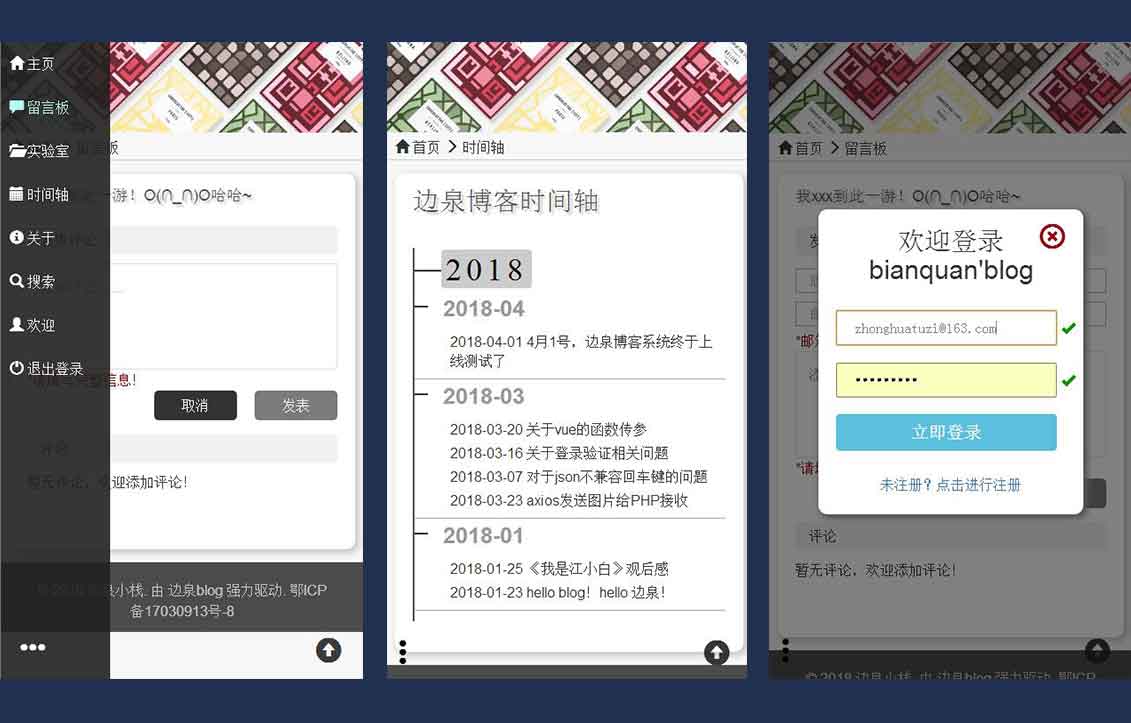 主页
留言板
实验室
时间轴
关于
搜索
欢迎
退出登录
游！O(∩_∩)O哈哈~
信息！
取消
发表
暂无评论，欢迎添加评论！
小栈. 由 边泉blog 强力驱动. 鄂ICP
备17030913号-8
首页 > 时间轴
边泉博客时间轴
2018
2018-04
2018-04-01 4月1号，边泉博客系统终于上
线测试了
2018-03
2018-03-20 关于vue的函数传参
2018-03-16 关于登录验证相关问题
2018-03-07 对于json不兼容回车键的问题
2018-03-23 axios发送图片给PHP接收
2018-01
2018-01-25 《我是江小白》观后感
2018-01-23 hello blog！hello 边泉！
首页 > 留言板
我xxx到此一游！O(∩_∩)O哈哈~
欢迎登录
bianquan'blog
zhonghuatuzi@163.com
立即登录
未注册？点击进行注册
评论
暂无评论，欢迎添加评论！
© 2018 边泉小栈. 由 边泉blog 强力驱动. 鄂ICP